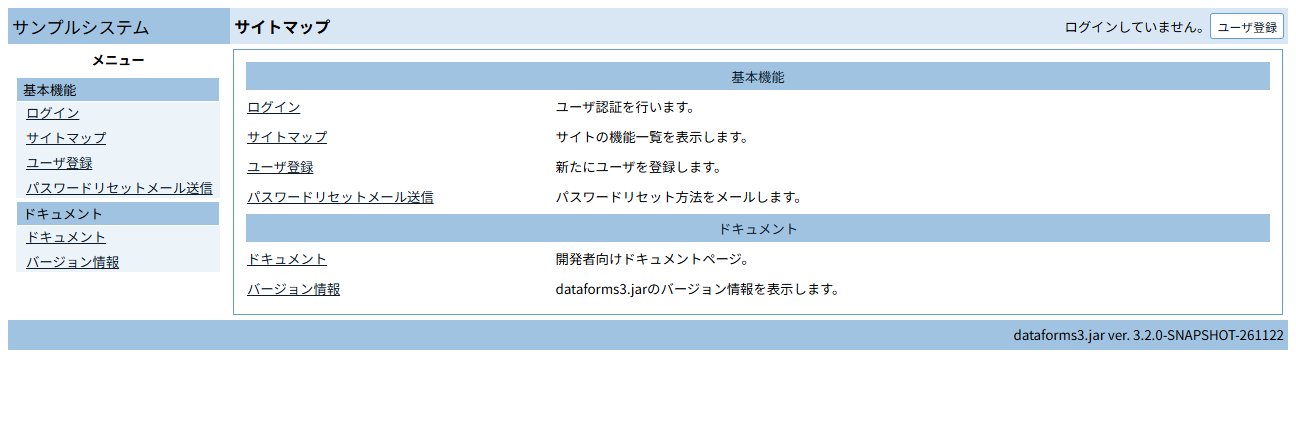 サンプルシステム
サイトマップ
ログインしていません。 ユーザ登録
メニュー
基本機能
ログイン
サイトマップ
ユーザ登録
パスワードリセットメール送信
ドキュメント
ドキュメント
バージョン情報
基本機能
ログイン ユーザ認証を行います。
サイトマップ サイトの機能一覧を表示します。
ユーザ登録 新たにユーザを登録します。
パスワードリセットメール送信 パスワードリセット方法をメールします。
ドキュメント
ドキュメント 開発者向けドキュメントページ。
バージョン情報 dataforms3.jarのバージョン情報を表示します。
dataforms3.jar ver. 3.2.0-SNAPSHOT-261122